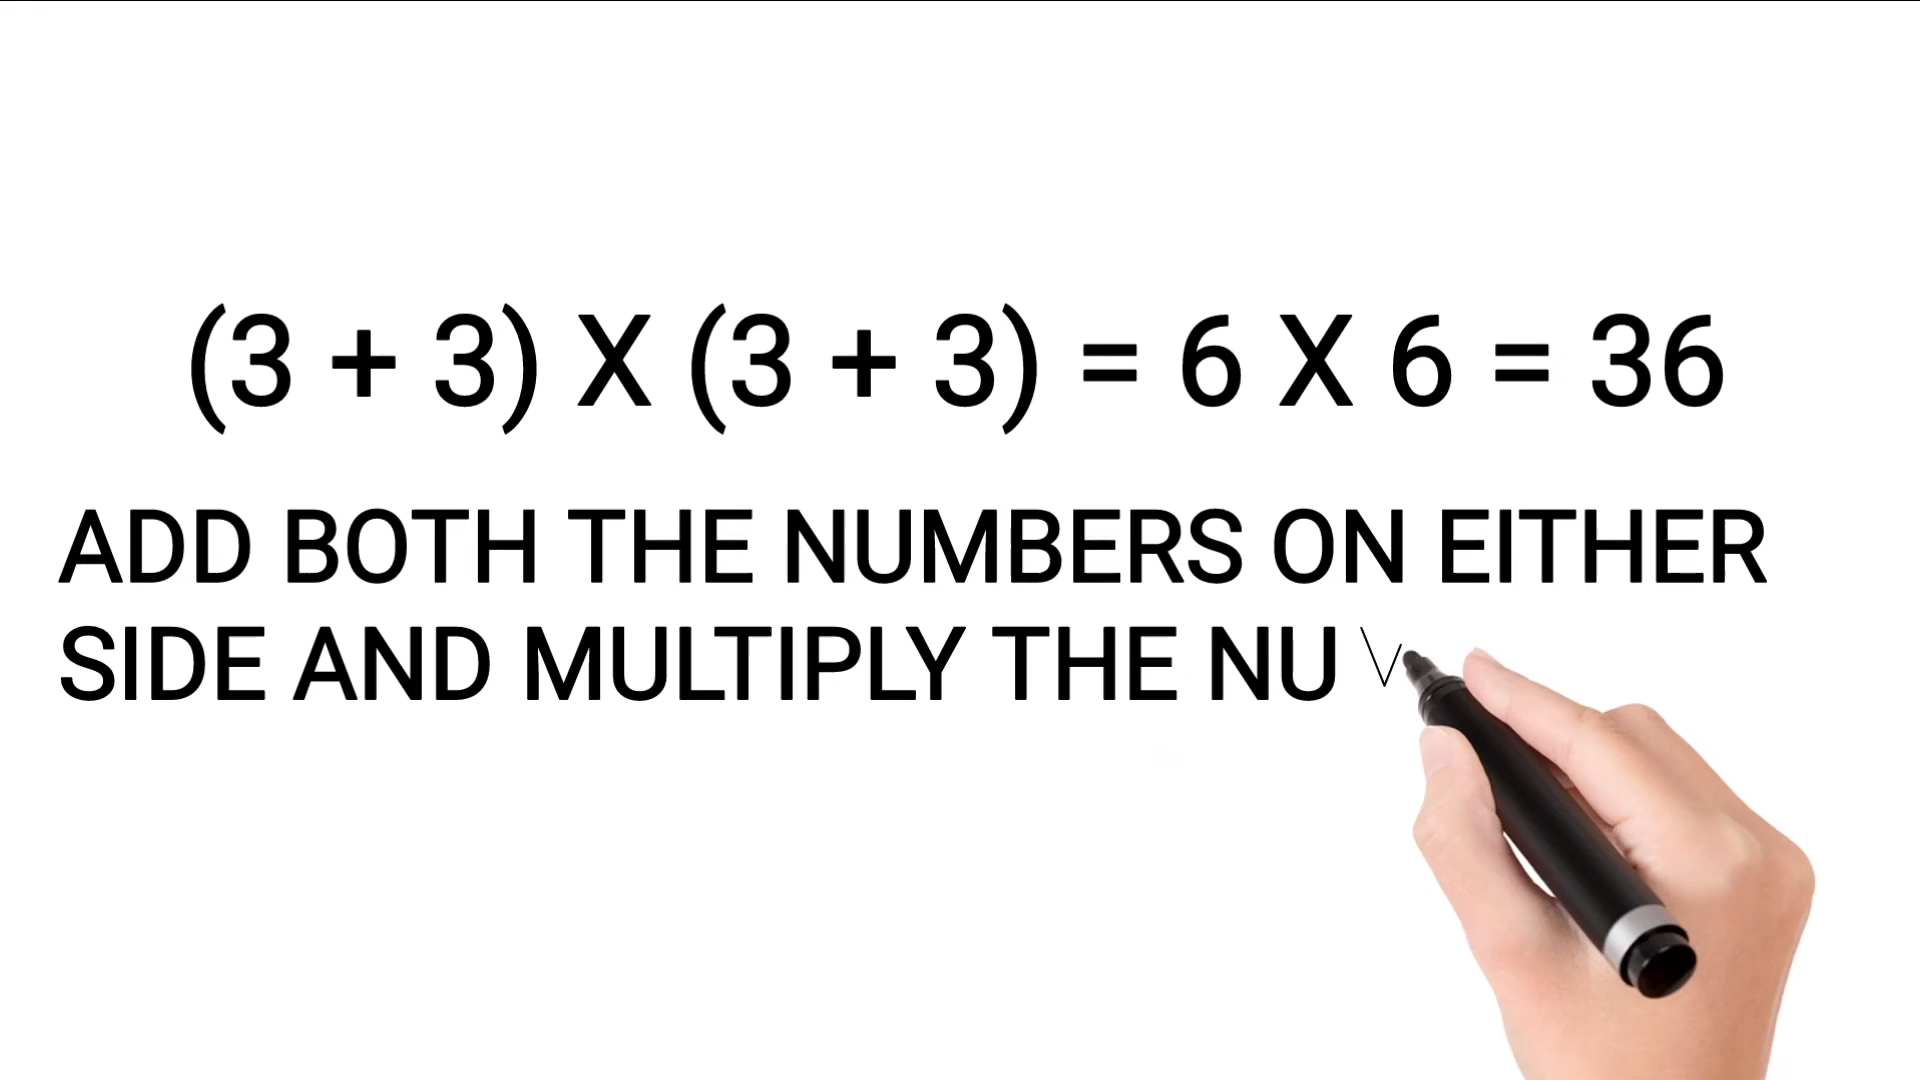 (3 + 3) X (3 + 3) = 6 X 6 = 36
ADD BOTH THE NUMBERS ON EITHER
SIDE AND MULTIPLY THE NU